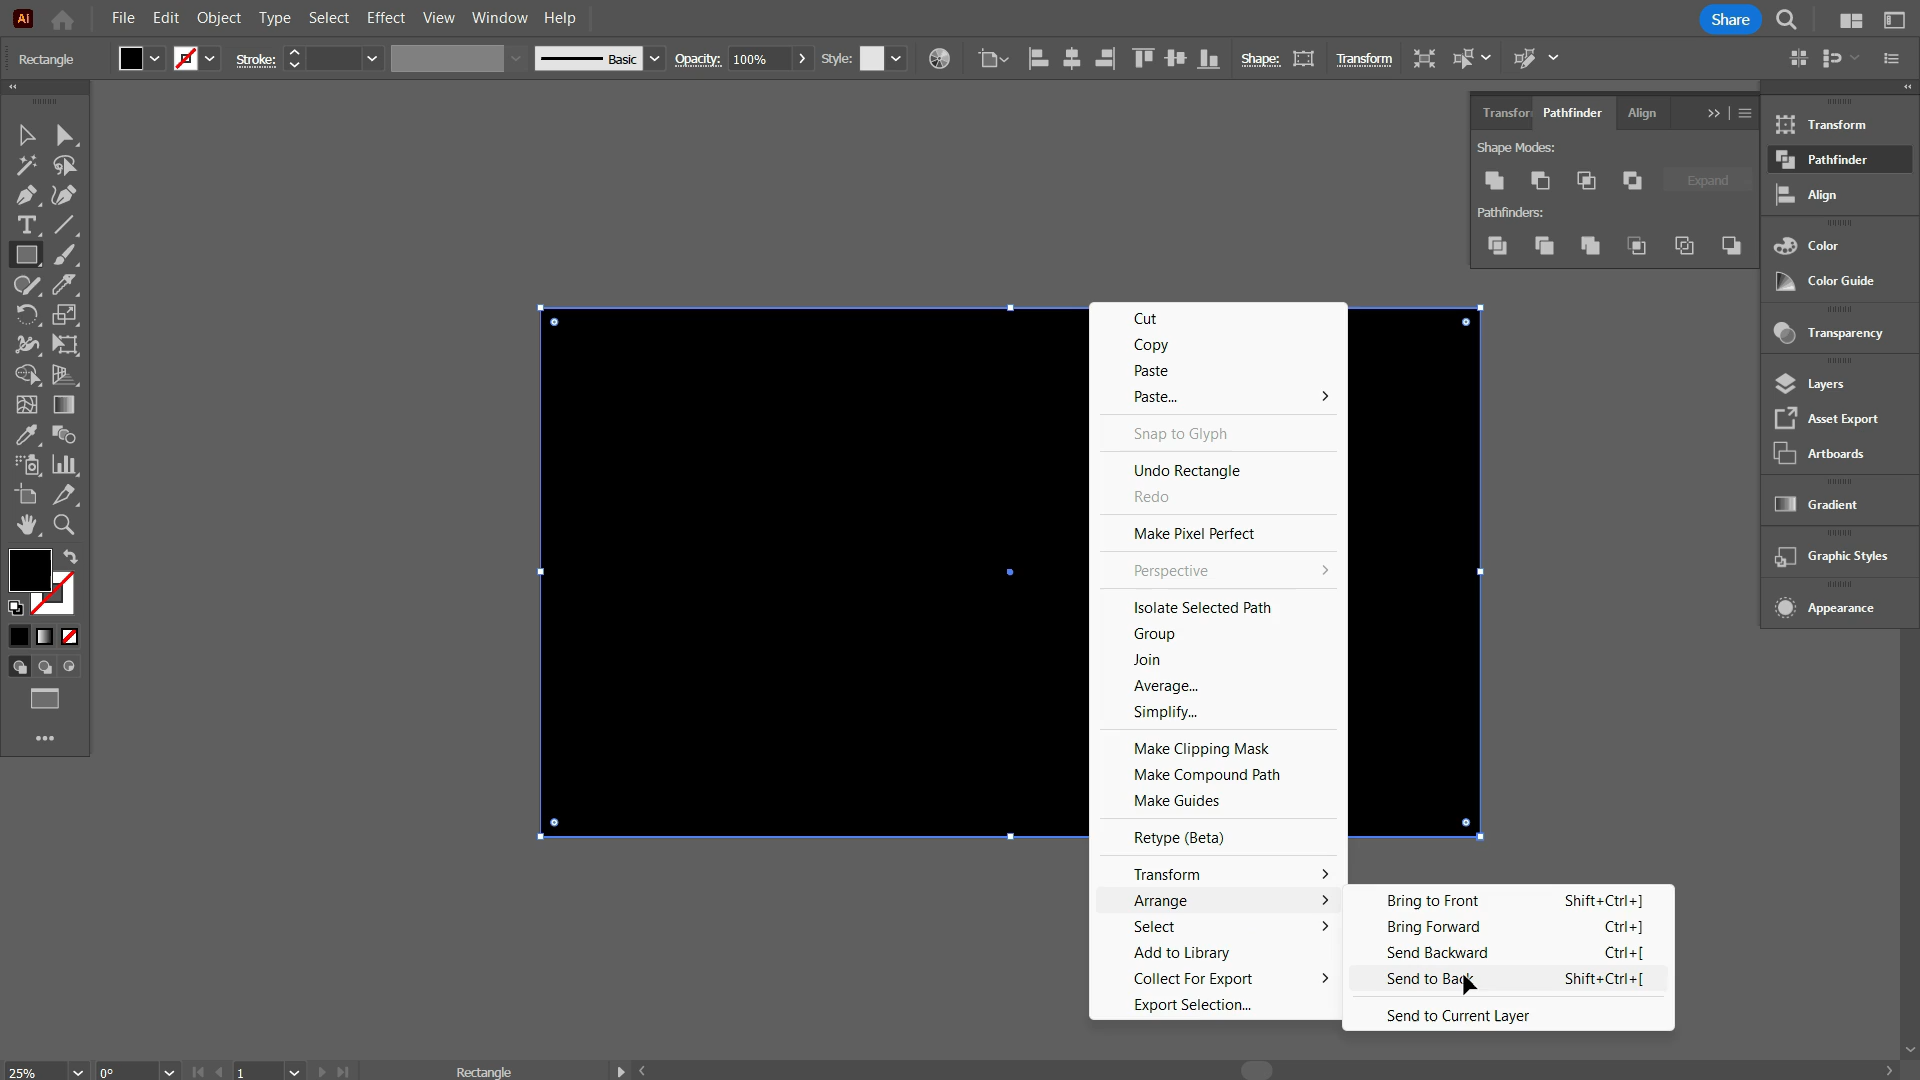 Ai File Edit Object Type Select Effect View Window Help Share
Rectangle Stroke: Basic Opacity: 100% Style: Shape: Transform
Transform Pathfinder Align
Shape Modes:
Expand
Pathfinders:
Transform
Pathfinder
Align
Color
Color Guide
Transparency
Layers
Asset Export
Artboards
Gradient
Graphic Styles
Appearance
T
Cut
Copy
Paste
Paste...
Snap to Glyph
Undo Rectangle
Redo
Make Pixel Perfect
Perspective
Isolate Selected Path
Group
Join
Average...
Simplify...
Make Clipping Mask
Make Compound Path
Make Guides
Retype (Beta)
Transform
Arrange
Select
Add to Library
Collect For Export
Export Selection...
Bring to Front Shift+Ctrl+]
Bring Forward Ctrl+]
Send Backward Ctrl+[
Send to Back Shift+Ctrl+[
Send to Current Layer
25% 0° 1 Rectangle